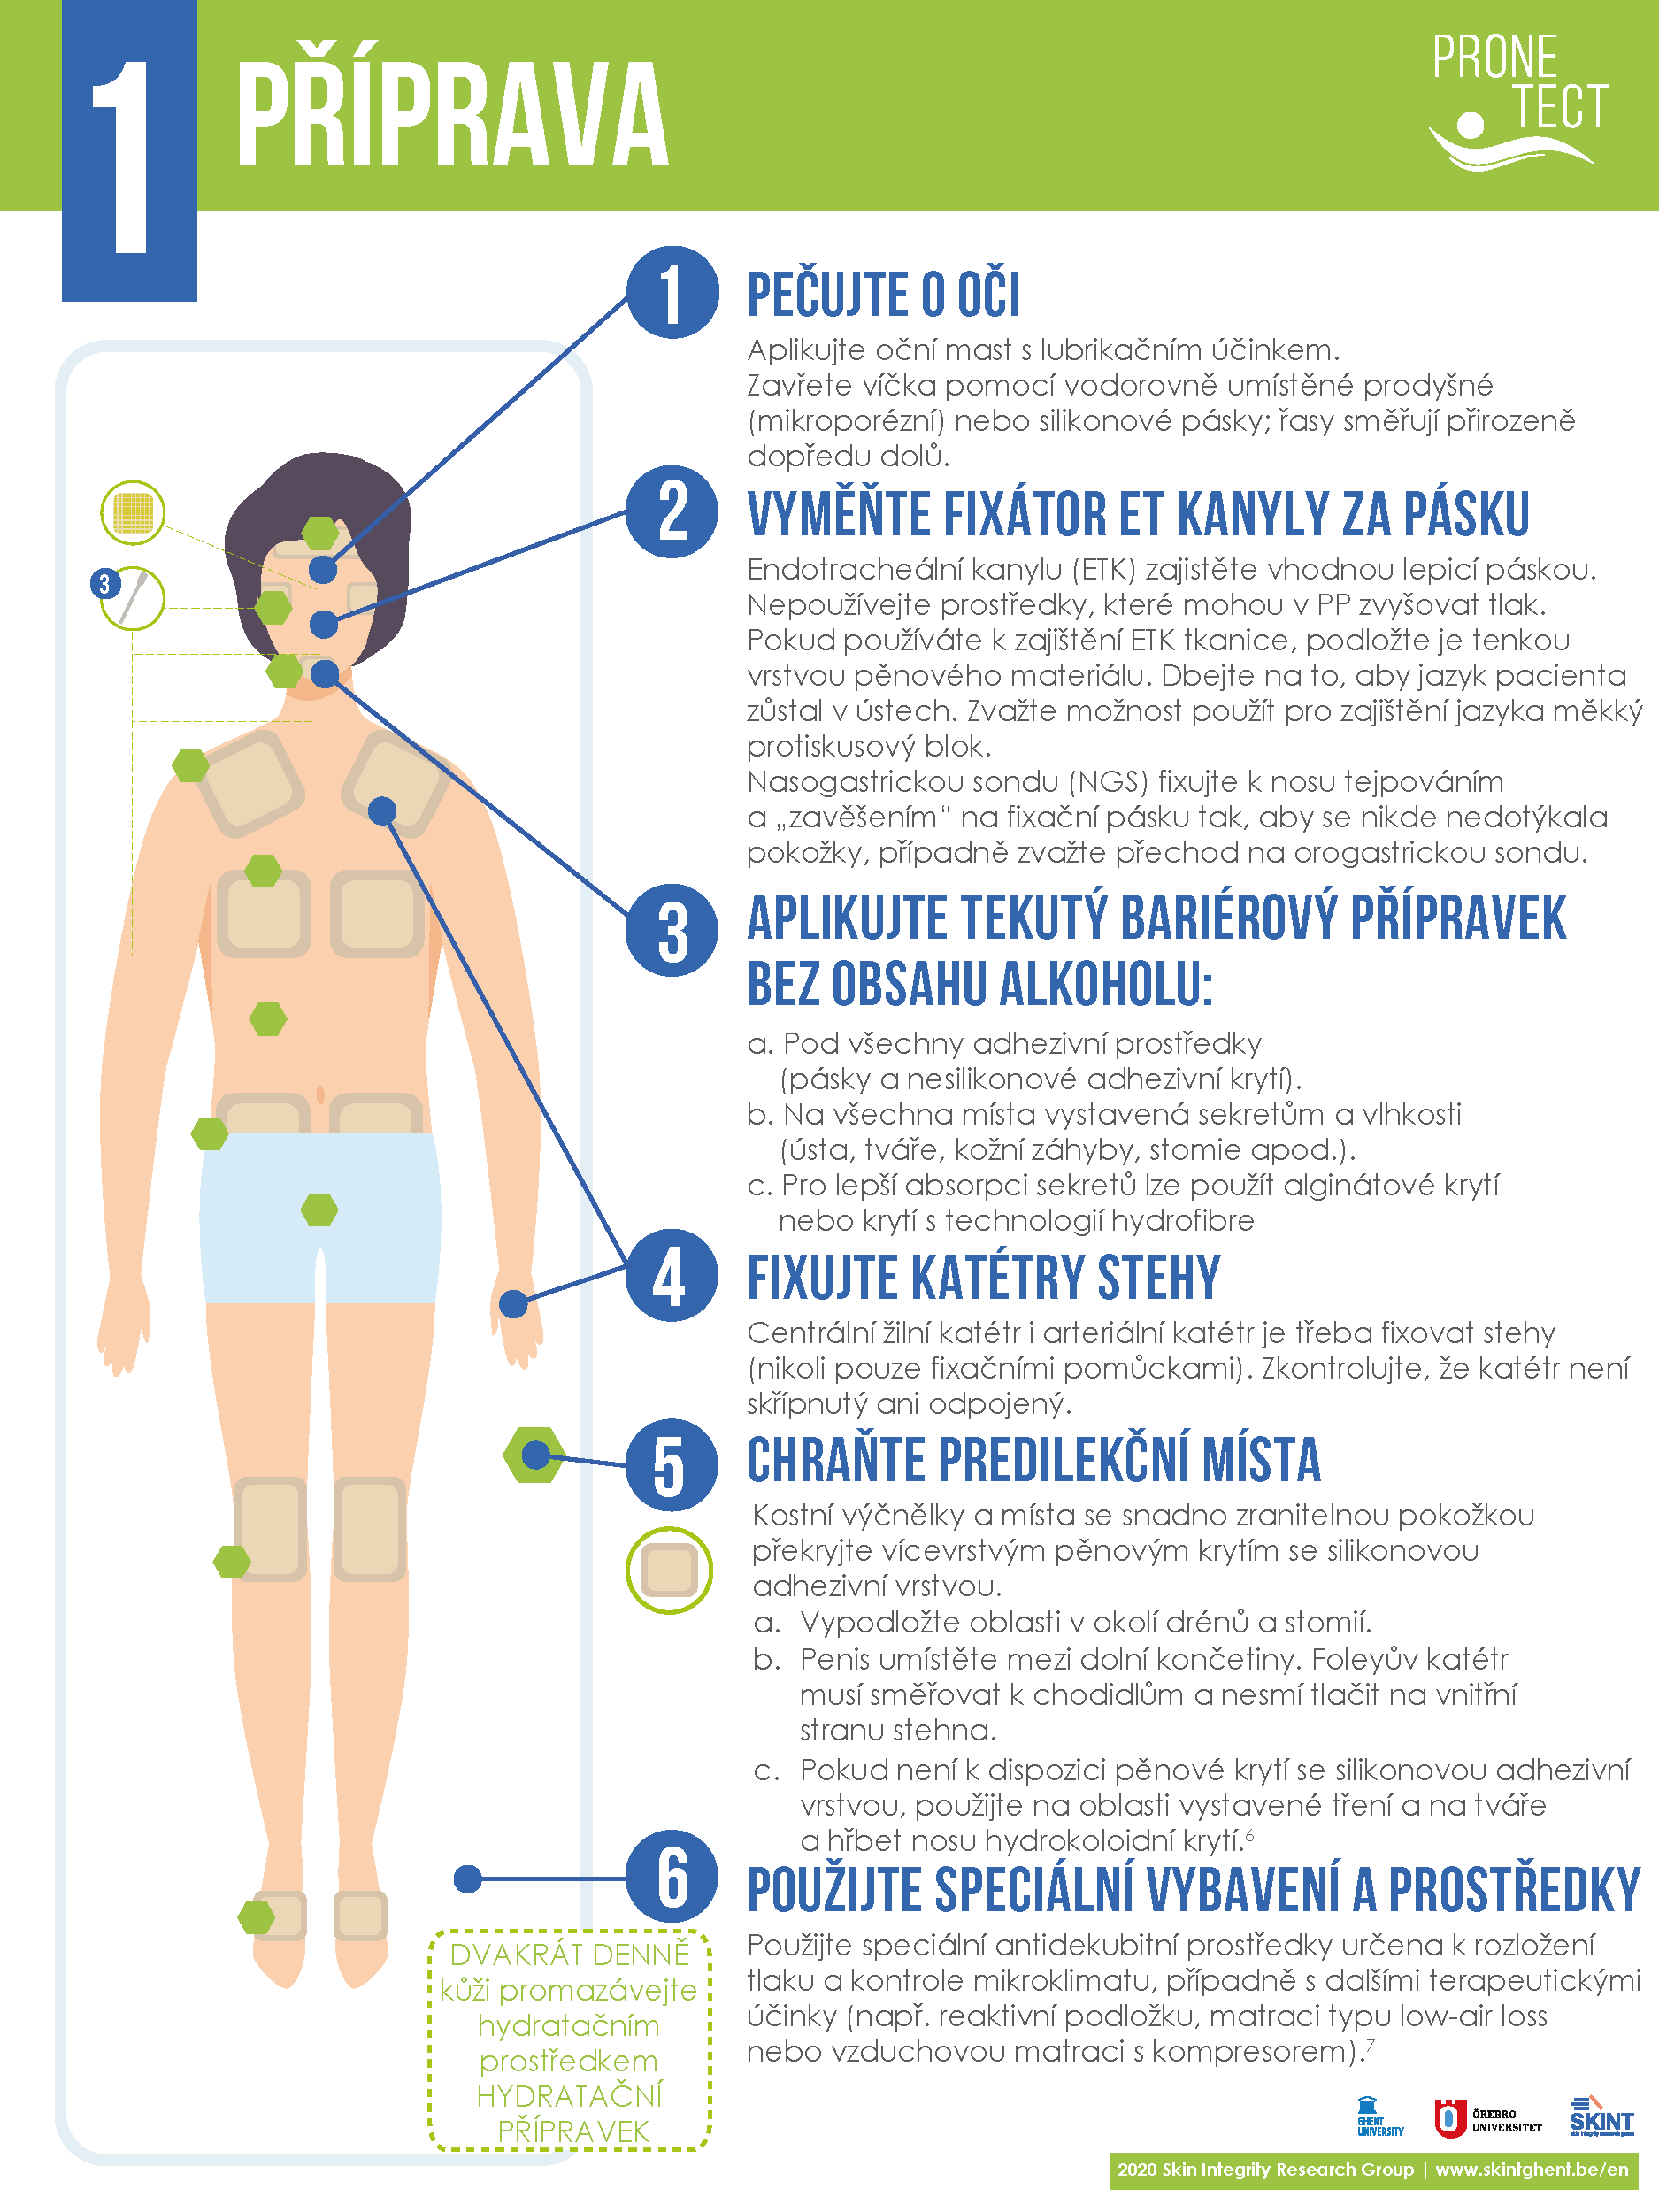 1
PŘÍPRAVA
PRONE
TECT
1
PEČUJTE O OČI
Aplikujte oční mast s lubrikačním účinkem.
Zavřete víčka pomocí vodorovně umístěné prodyšné
(mikroporézní) nebo silikonové pásky; řasy směřují přirozeně
dopředu dolů.
2
VYMĚŇTE FIXÁTOR ET KANYLY ZA PÁSKU
Endotracheální kanylu (ETK) zajistěte vhodnou lepicí páskou.
Nepoužívejte prostředky, které mohou v PP zvyšovat tlak.
Pokud používáte k zajištění ETK tkanice, podložte je tenkou
vrstvou pěnového materiálu. Dbejte na to, aby jazyk pacienta
zůstal v ústech. Zvažte možnost použít pro zajištění jazyka měkký
protiskusový blok.
Nasogastrickou sondu (NGS) fixujte k nosu tejpováním
a „zavěšením“ na fixační pásku tak, aby se nikde nedotýkala
pokožky, případně zvažte přechod na orogastrickou sondu.
3
3
APLIKUJTE TEKUTÝ BARIÉROVÝ PŘÍPRAVEK
BEZ OBSAHU ALKOHOLU:
a. Pod všechny adhezivní prostředky
(pásky a nesilikonové adhezivní krytí).
b. Na všechna místa vystavená sekretům a vlhkosti
(ústa, tváře, kožní záhyby, stomie apod.).
c. Pro lepší absorpci sekretů lze použít alginátové krytí
nebo krytí s technologií hydrofibre
4
FIXUJTE KATÉTRY STEHY
Centrální žilní katétr i arteriální katétr je třeba fixovat stehy
(nikoli pouze fixačními pomůckami). Zkontrolujte, že katétr není
skřípnutý ani odpojený.
5
CHRAŇTE PREDILEKČNÍ MÍSTA
Kostní výčnělky a místa se snadno zranitelnou pokožkou
překryjte vícevrstvým pěnovým krytím se silikonovou
adhezivní vrstvou.
a. Vypodložte oblasti v okolí drénů a stomií.
b. Penis umístěte mezi dolní končetiny. Foleyův katétr
musí směřovat k chodidlům a nesmí tlačit na vnitřní
stranu stehna.
c. Pokud není k dispozici pěnové krytí se silikonovou adhezivní
vrstvou, použijte na oblasti vystavené tření a na tváře
a hřbet nosu hydrokoloidní krytí.⁶
6
POUŽIJTE SPECIÁLNÍ VYBAVENÍ A PROSTŘEDKY
Použijte speciální antidekubitní prostředky určena k rozložení
tlaku a kontrole mikroklimatu, případně s dalšími terapeutickými
účinky (např. reaktivní podložku, matraci typu low-air loss
nebo vzduchovou matraci s kompresorem).⁷
DVAKRÁT DENNĚ
kůži promazávejte
hydratačním
prostředkem
HYDRATAČNÍ
PŘÍPRAVEK
GHENT
UNIVERSITY
ÖREBRO
UNIVERSITET
SKINT
skin integrity research group
2020 Skin Integrity Research Group | www.skintghent.be/en